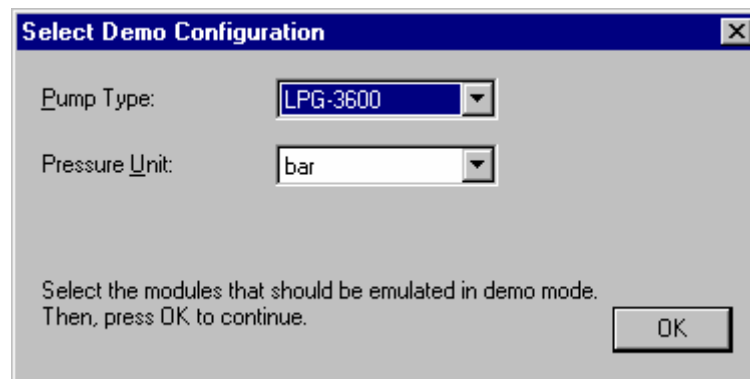 Select Demo Configuration
Pump Type: LPG-3600
Pressure Unit: bar
Select the modules that should be emulated in demo mode.
Then, press OK to continue.
OK